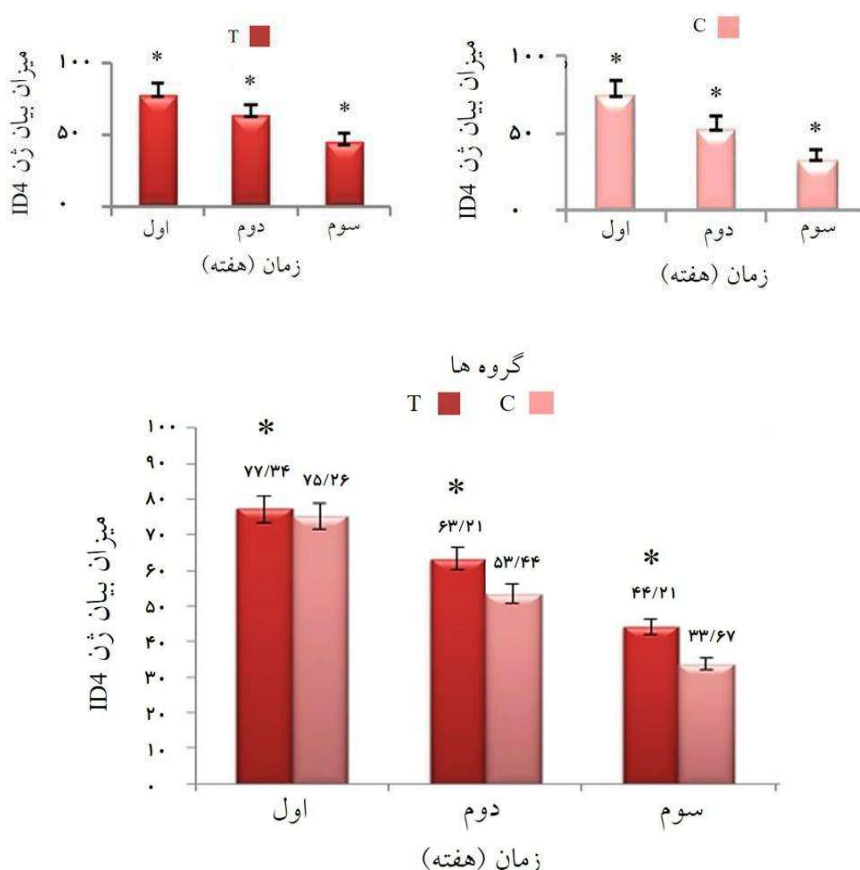 T
۱۰۰
۵۰
۰
*
*
*
میزان بیان ژن ID4
اول دوم سوم
زمان (هفته)
C
۱۰۰
۵۰
۰
*
*
*
میزان بیان ژن ID4
اول دوم سوم
زمان (هفته)
گروه ها
T C
۱۰۰
۹۰
۸۰
۷۰
۶۰
۵۰
۴۰
۳۰
۲۰
۱۰
۰
میزان بیان ژن ID4
*
۷۷/۳۴ ۷۵/۲۶
*
۶۳/۲۱ ۵۳/۴۴
*
۴۴/۲۱ ۳۳/۶۷
اول دوم سوم
زمان (هفته)